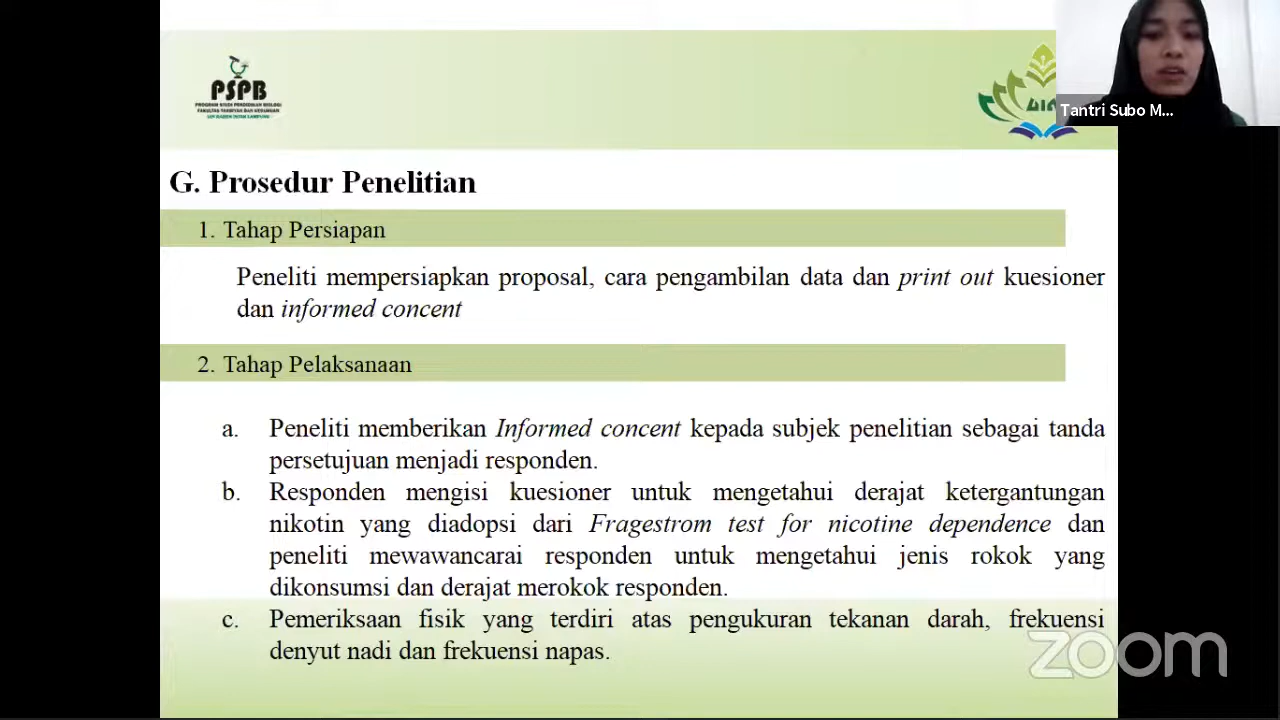 PSPB
PROGRAM STUDI PENDIDIKAN BIOLOGI
FAKULTAS TARBIYAH DAN KEGURUAN
UIN RADEN INTAN LAMPUNG
Tantri Subo M...
G. Prosedur Penelitian
1. Tahap Persiapan
Peneliti mempersiapkan proposal, cara pengambilan data dan print out kuesioner
dan informed concent
2. Tahap Pelaksanaan
a. Peneliti memberikan Informed concent kepada subjek penelitian sebagai tanda
persetujuan menjadi responden.
b. Responden mengisi kuesioner untuk mengetahui derajat ketergantungan
nikotin yang diadopsi dari Fragestrom test for nicotine dependence dan
peneliti mewawancarai responden untuk mengetahui jenis rokok yang
dikonsumsi dan derajat merokok responden.
c. Pemeriksaan fisik yang terdiri atas pengukuran tekanan darah, frekuensi
denyut nadi dan frekuensi napas.
zoom